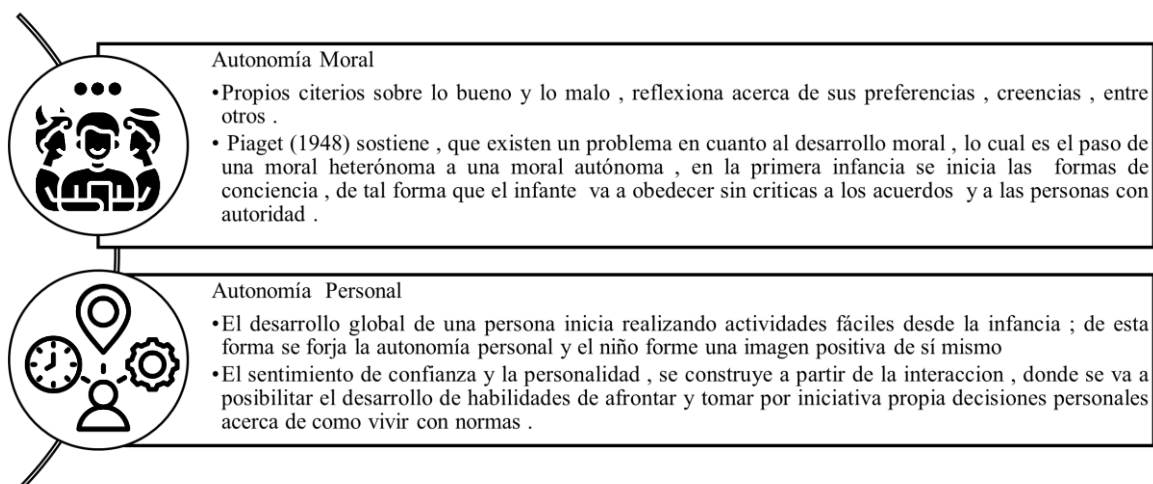 Autonomía Moral
•Propios citerios sobre lo bueno y lo malo , reflexiona acerca de sus preferencias , creencias , entre
otros .
• Piaget (1948) sostiene , que existen un problema en cuanto al desarrollo moral , lo cual es el paso de
una moral heterónoma a una moral autónoma , en la primera infancia se inicia las formas de
conciencia , de tal forma que el infante va a obedecer sin criticas a los acuerdos y a las personas con
autoridad .
Autonomía Personal
•El desarrollo global de una persona inicia realizando actividades fáciles desde la infancia ; de esta
forma se forja la autonomía personal y el niño forme una imagen positiva de sí mismo
•El sentimiento de confianza y la personalidad , se construye a partir de la interaccion , donde se va a
posibilitar el desarrollo de habilidades de afrontar y tomar por iniciativa propia decisiones personales
acerca de como vivir con normas .